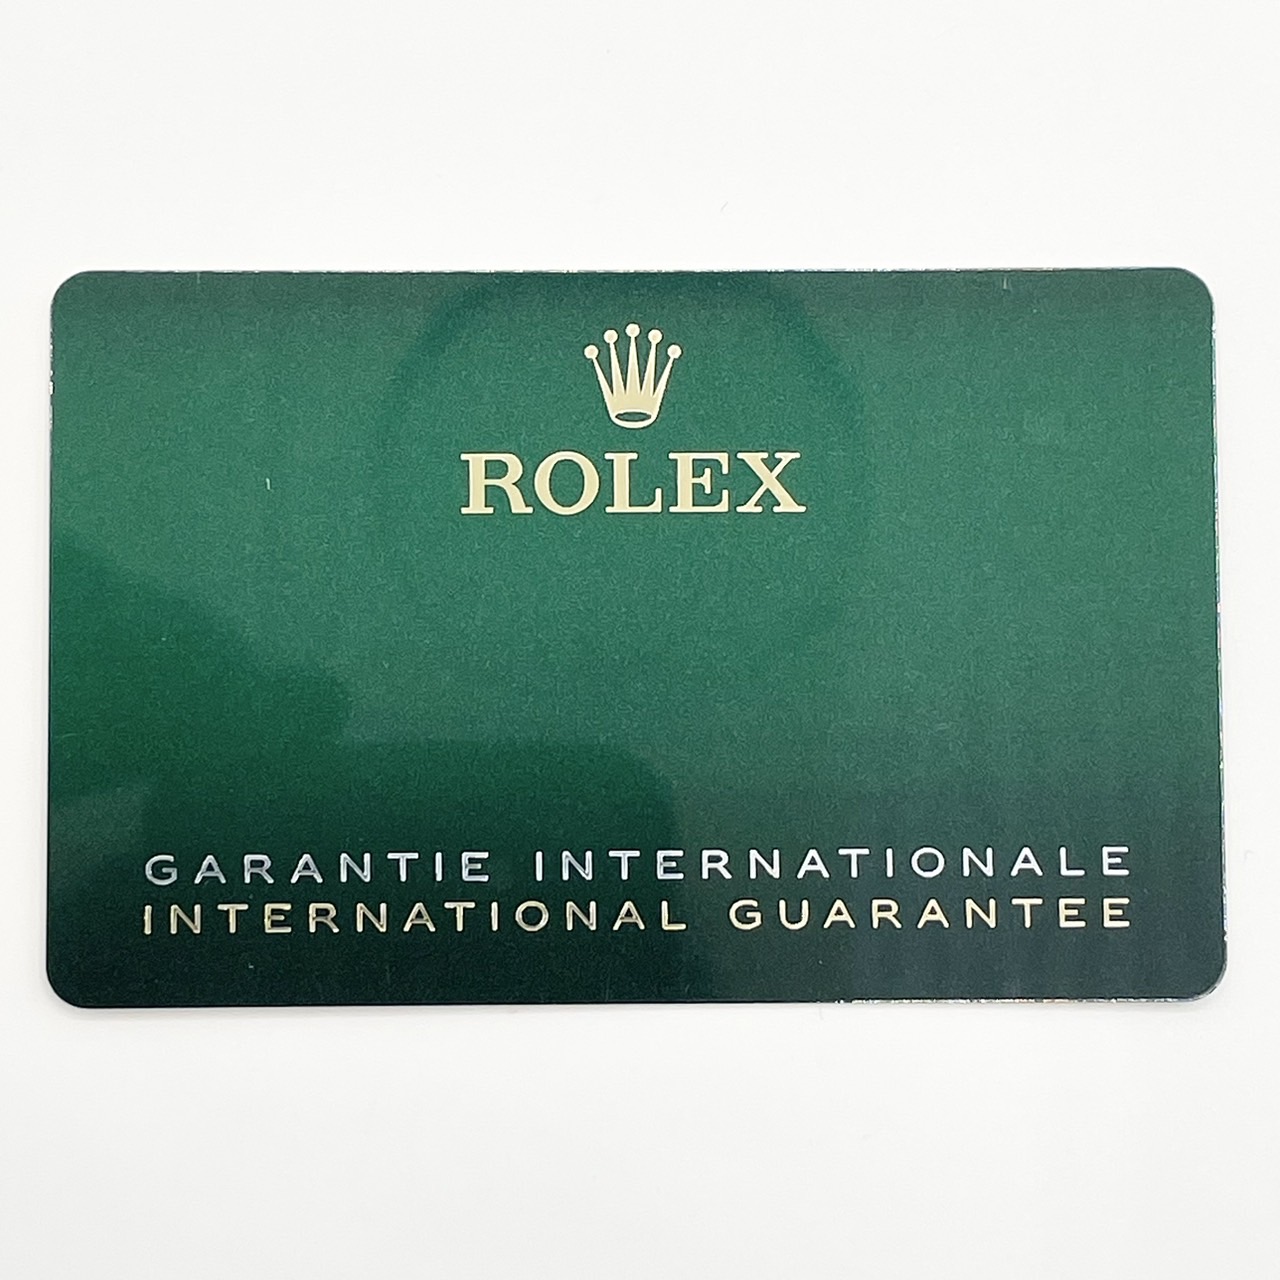 ROLEX
GARANTIE INTERNATIONALE
INTERNATIONAL GUARANTEE